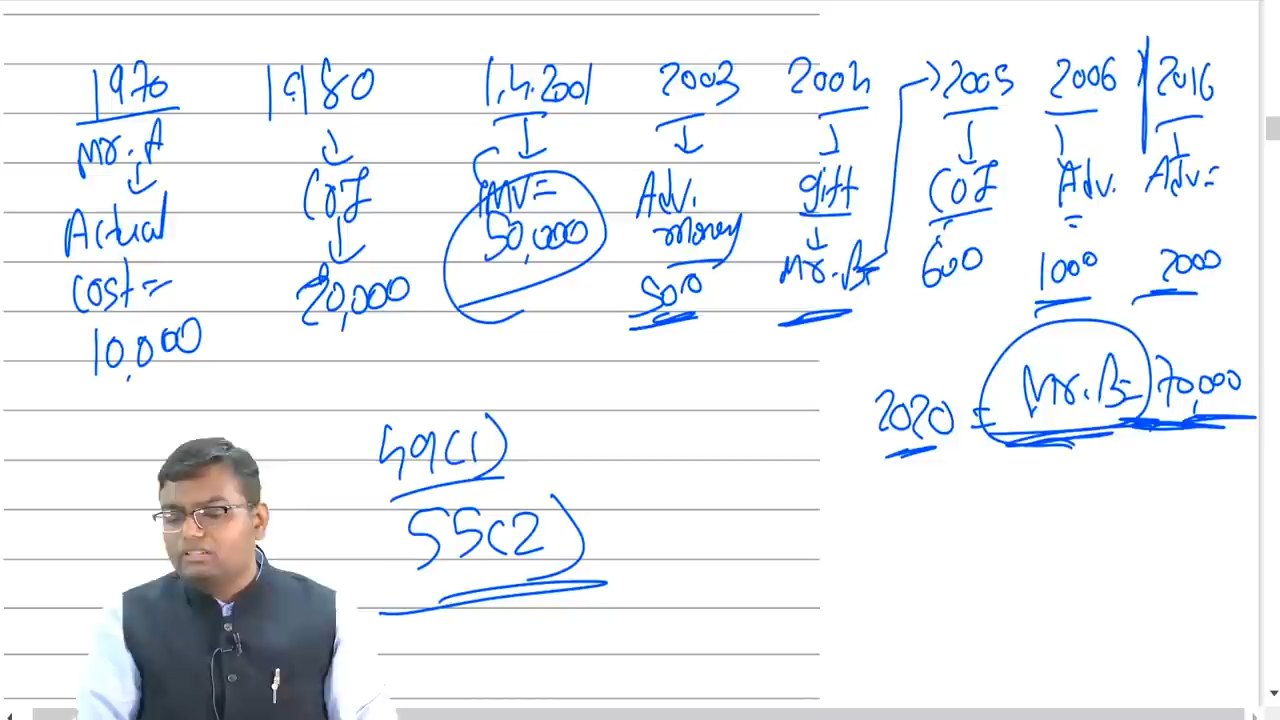 1970 1980 1.4.2001 2003 2004 → 2005 2006 2016
Mr. A ↓ ↓ ↓ ↓ ↓ ↓ ↓
↓ COI FMV= Adv. gift COI Adv. Adv=
Actual ↓ 50,000 money ↓ 600 = 2000
cost= 20,000 5000 Mr. B= 1000
10,000
2020 = Mr. B= 70,000
49(1)
55(2)